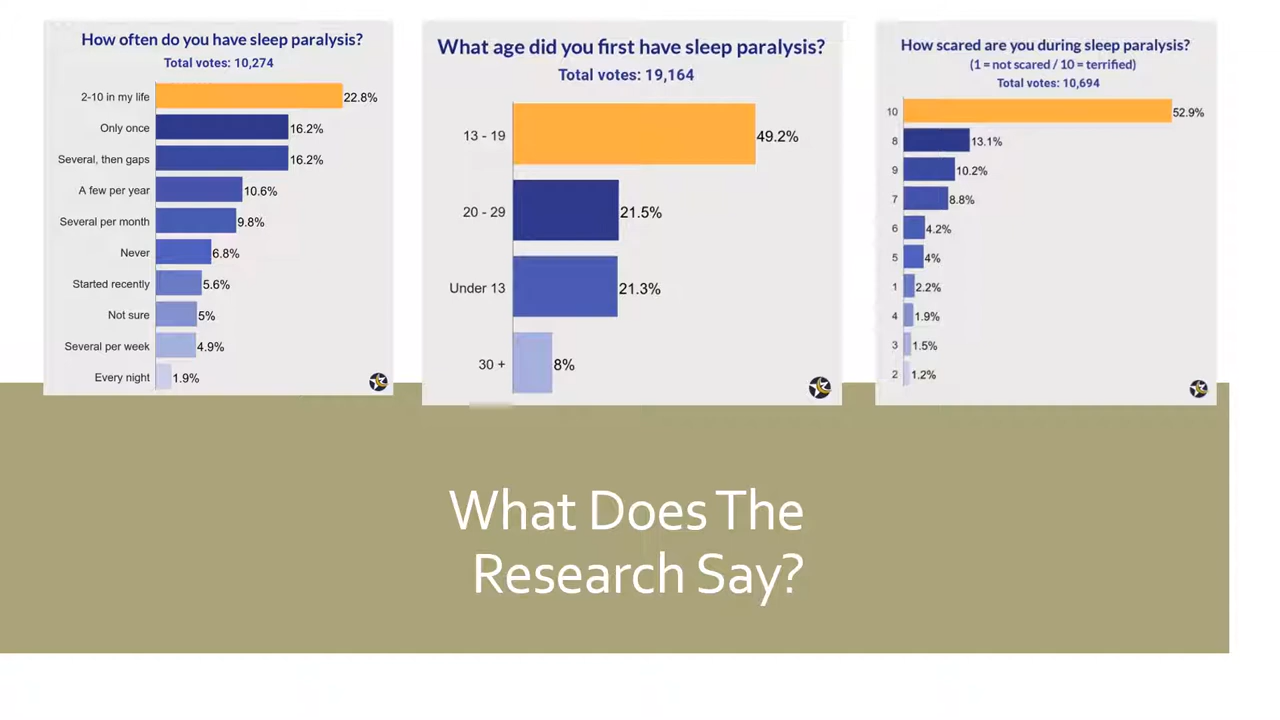 How often do you have sleep paralysis?
Total votes: 10,274
2-10 in my life 22.8%
Only once 16.2%
Several, then gaps 16.2%
A few per year 10.6%
Several per month 9.8%
Never 6.8%
Started recently 5.6%
Not sure 5%
Several per week 4.9%
Every night 1.9%
What age did you first have sleep paralysis?
Total votes: 19,164
13 - 19 49.2%
20 - 29 21.5%
Under 13 21.3%
30 + 8%
How scared are you during sleep paralysis?
(1 = not scared / 10 = terrified)
Total votes: 10,694
10 52.9%
8 13.1%
9 10.2%
7 8.8%
6 4.2%
5 4%
1 2.2%
4 1.9%
3 1.5%
2 1.2%
What Does The
Research Say?